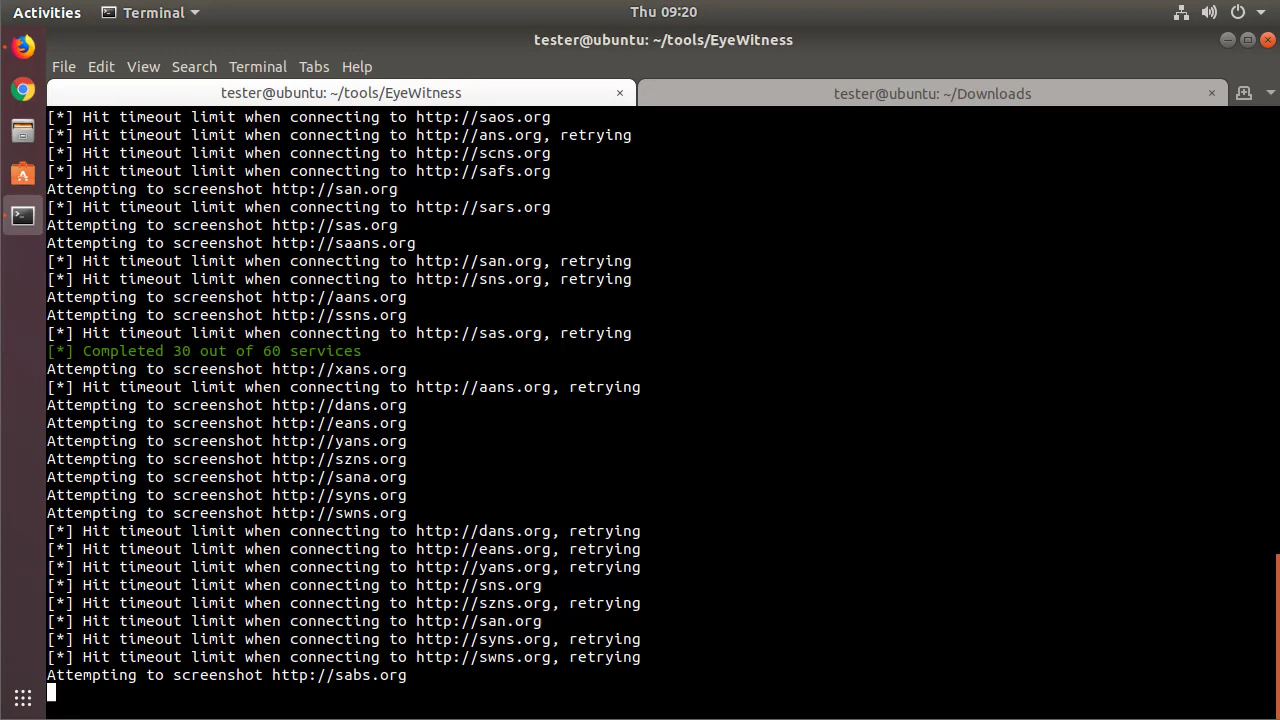 Activities Terminal Thu 09:20
tester@ubuntu: ~/tools/EyeWitness
File Edit View Search Terminal Tabs Help
tester@ubuntu: ~/tools/EyeWitness × tester@ubuntu: ~/Downloads ×
[*] Hit timeout limit when connecting to http://saos.org
[*] Hit timeout limit when connecting to http://ans.org, retrying
[*] Hit timeout limit when connecting to http://scns.org
[*] Hit timeout limit when connecting to http://safs.org
Attempting to screenshot http://san.org
[*] Hit timeout limit when connecting to http://sars.org
Attempting to screenshot http://sas.org
Attempting to screenshot http://saans.org
[*] Hit timeout limit when connecting to http://san.org, retrying
[*] Hit timeout limit when connecting to http://sns.org, retrying
Attempting to screenshot http://aans.org
Attempting to screenshot http://ssns.org
[*] Hit timeout limit when connecting to http://sas.org, retrying
[*] Completed 30 out of 60 services
Attempting to screenshot http://xans.org
[*] Hit timeout limit when connecting to http://aans.org, retrying
Attempting to screenshot http://dans.org
Attempting to screenshot http://eans.org
Attempting to screenshot http://yans.org
Attempting to screenshot http://szns.org
Attempting to screenshot http://sana.org
Attempting to screenshot http://syns.org
Attempting to screenshot http://swns.org
[*] Hit timeout limit when connecting to http://dans.org, retrying
[*] Hit timeout limit when connecting to http://eans.org, retrying
[*] Hit timeout limit when connecting to http://yans.org, retrying
[*] Hit timeout limit when connecting to http://sns.org
[*] Hit timeout limit when connecting to http://szns.org, retrying
[*] Hit timeout limit when connecting to http://san.org
[*] Hit timeout limit when connecting to http://syns.org, retrying
[*] Hit timeout limit when connecting to http://swns.org, retrying
Attempting to screenshot http://sabs.org